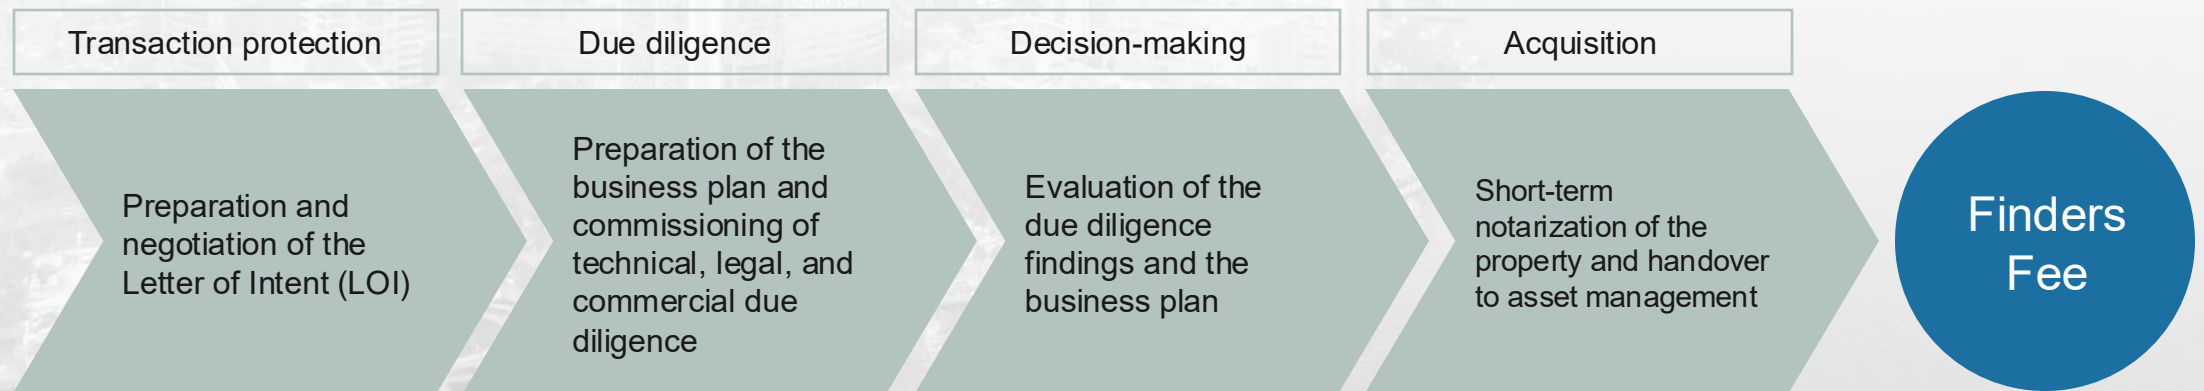 Transaction protection
Due diligence
Decision-making
Acquisition
Preparation and
negotiation of the
Letter of Intent (LOI)
Preparation of the
business plan and
commissioning of
technical, legal, and
commercial due
diligence
Evaluation of the
due diligence
findings and the
business plan
Short-term
notarization of the
property and handover
to asset management
Finders
Fee